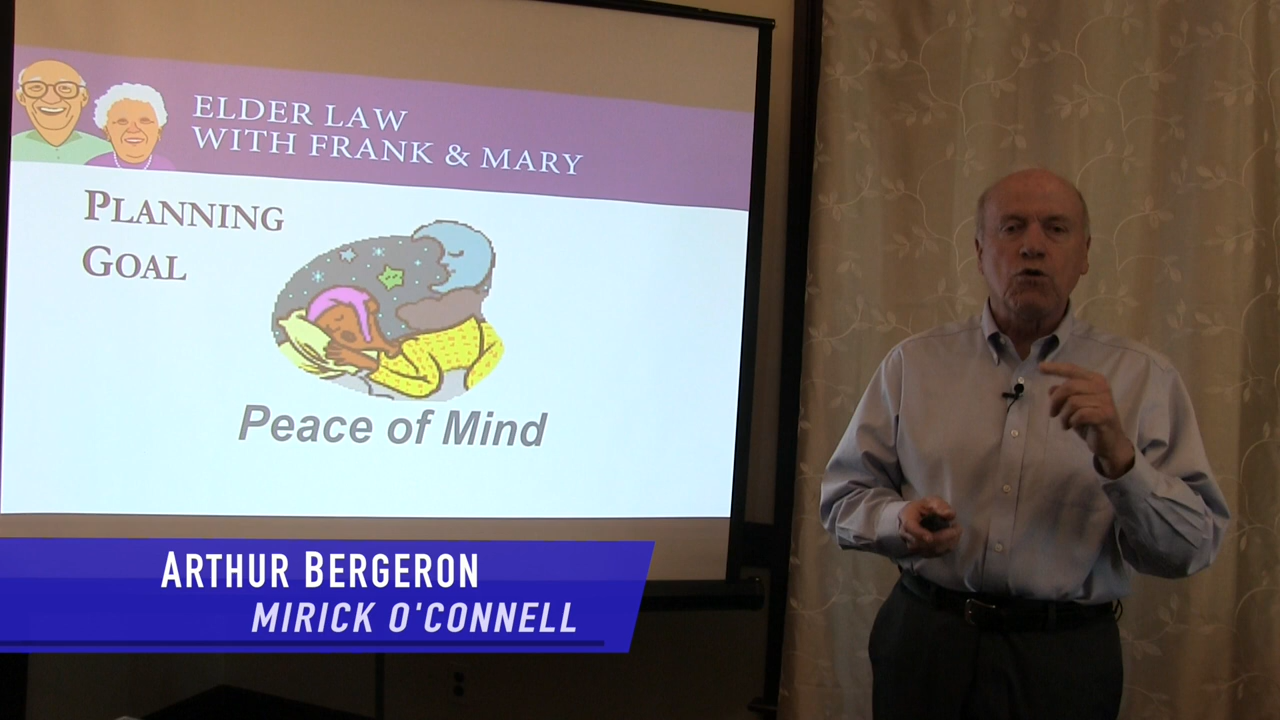 ELDER LAW
WITH FRANK & MARY
PLANNING
GOAL
Peace of Mind
ARTHUR BERGERON
MIRICK O'CONNELL